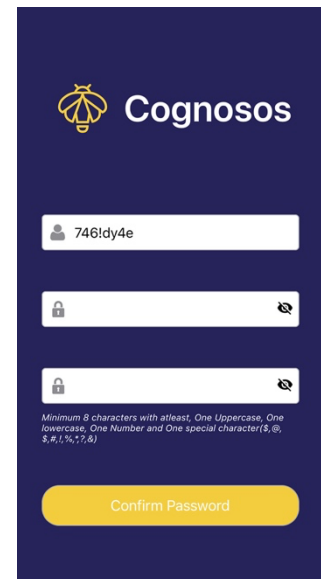 Cognosos
746!dy4e
Minimum 8 characters with atleast, One Uppercase, One
lowercase, One Number and One special character($,@,
$,#,!,%,*,?,&)
Confirm Password